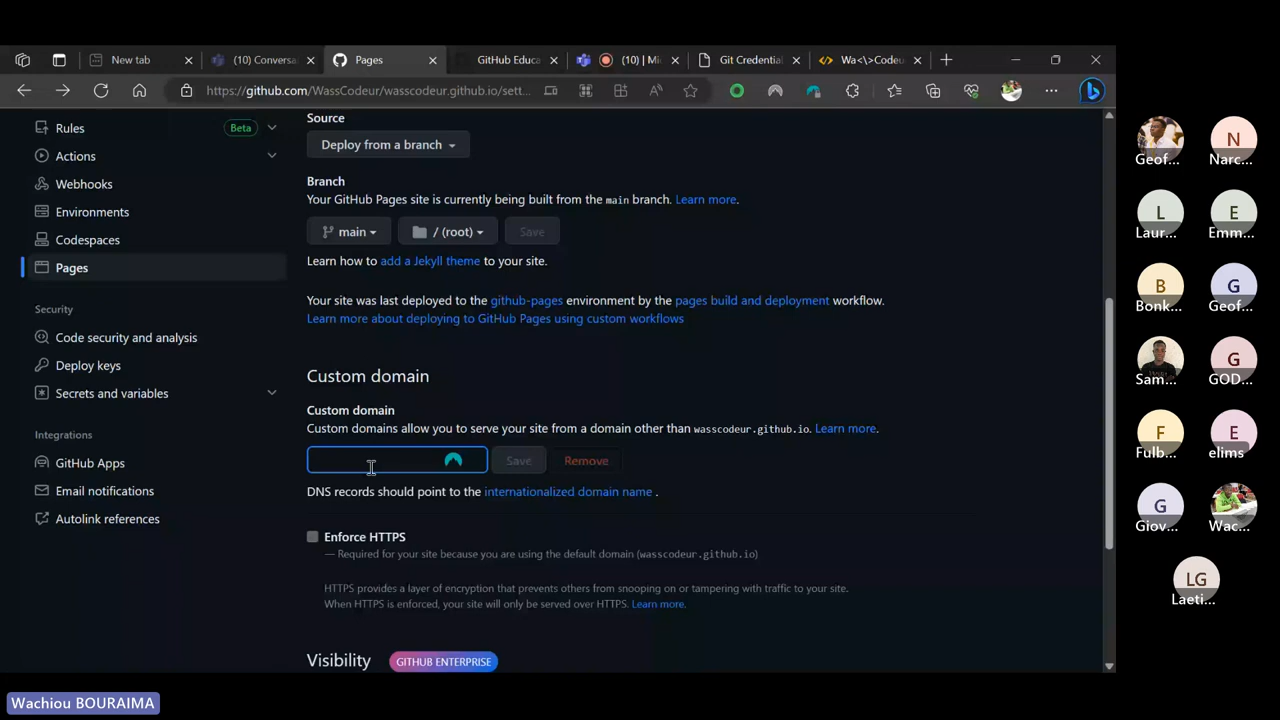 New tab
(10) Conversa
Pages
GitHub Educa
(10) | Mi
Git Credential
Wa<\>Codeu
https://github.com/WassCodeur/wasscodeur.github.io/sett...
Rules
Beta
Actions
Webhooks
Environments
Codespaces
Pages
Security
Code security and analysis
Deploy keys
Secrets and variables
Integrations
GitHub Apps
Email notifications
Autolink references
Source
Deploy from a branch
Branch
Your GitHub Pages site is currently being built from the main branch. Learn more.
main
/ (root)
Save
Learn how to add a Jekyll theme to your site.
Your site was last deployed to the github-pages environment by the pages build and deployment workflow.
Learn more about deploying to GitHub Pages using custom workflows
Custom domain
Custom domain
Custom domains allow you to serve your site from a domain other than wasscodeur.github.io. Learn more.
Save
Remove
DNS records should point to the internationalized domain name .
Enforce HTTPS
— Required for your site because you are using the default domain (wasscodeur.github.io)
HTTPS provides a layer of encryption that prevents others from snooping on or tampering with traffic to your site.
When HTTPS is enforced, your site will only be served over HTTPS. Learn more.
Visibility
GITHUB ENTERPRISE
Geof...
N
Narc...
L
Laur...
E
Emm...
B
Bonk...
G
Geof...
Sam...
G
GOD...
F
Fulb...
E
elims
G
Giov...
Wac...
LG
Laeti...
Wachiou BOURAIMA